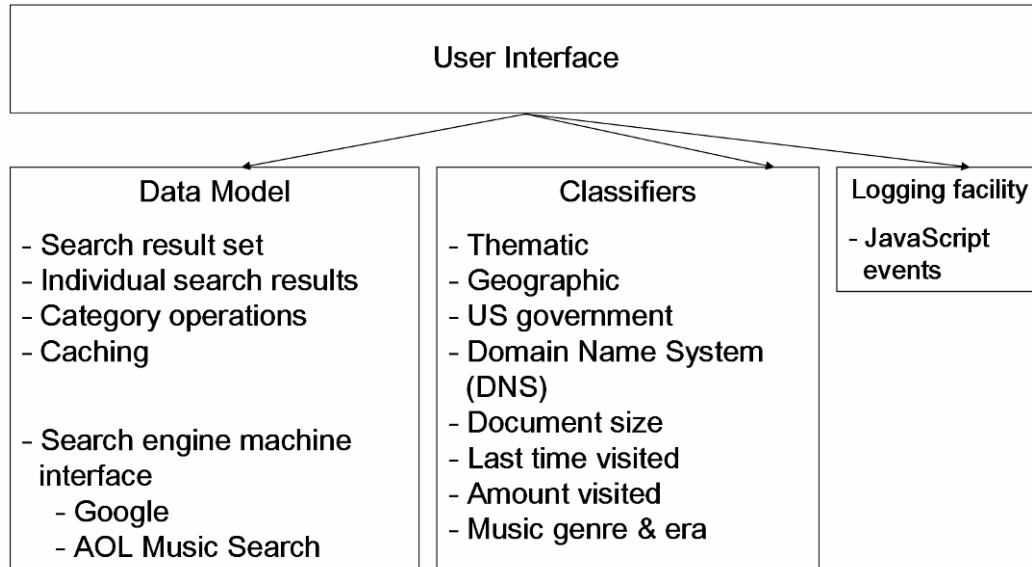 User Interface
Data Model
- Search result set
- Individual search results
- Category operations
- Caching
- Search engine machine
interface
- Google
- AOL Music Search
Classifiers
- Thematic
- Geographic
- US government
- Domain Name System
(DNS)
- Document size
- Last time visited
- Amount visited
- Music genre & era
Logging facility
- JavaScript
events